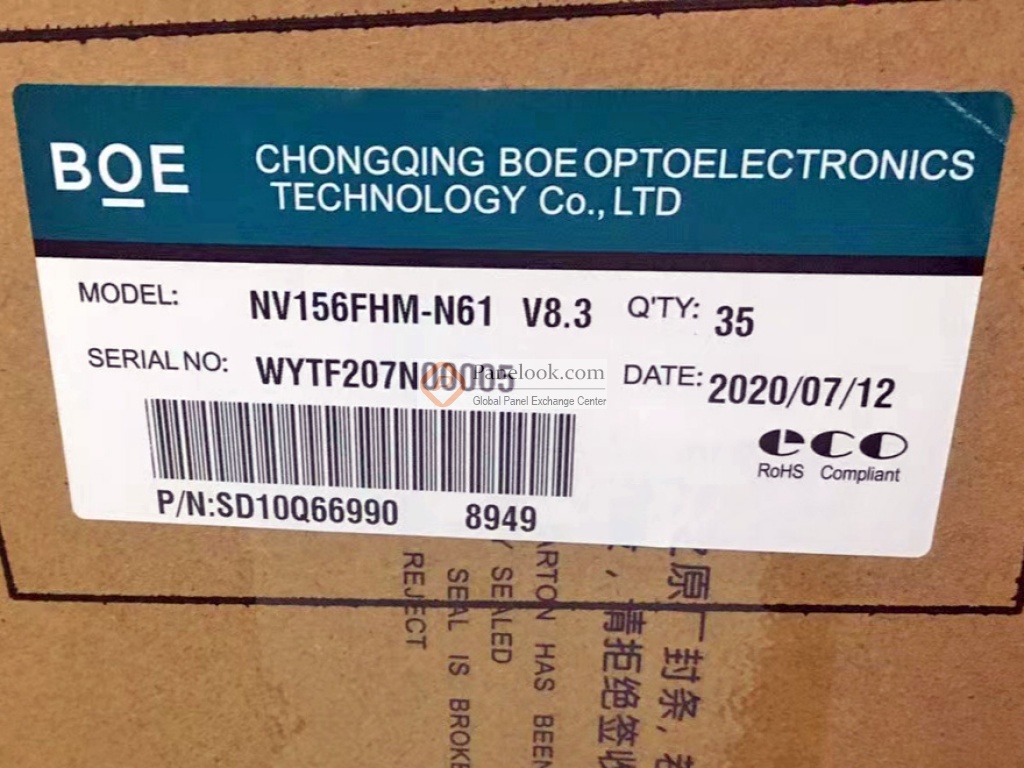 BOE
CHONGQING BOE OPTOELECTRONICS
TECHNOLOGY Co., LTD
MODEL: NV156FHM-N61 V8.3 Q'TY: 35
SERIAL NO: WYTF207N00005 DATE: 2020/07/12
Panelook.com
Global Panel Exchange Center
eco
RoHS Compliant
P/N:SD10Q66990 8949
原厂封条,
,请拒绝签收
ARTON HAS BEEN
Y SEALED
SEAL IS BROKE
REJECT